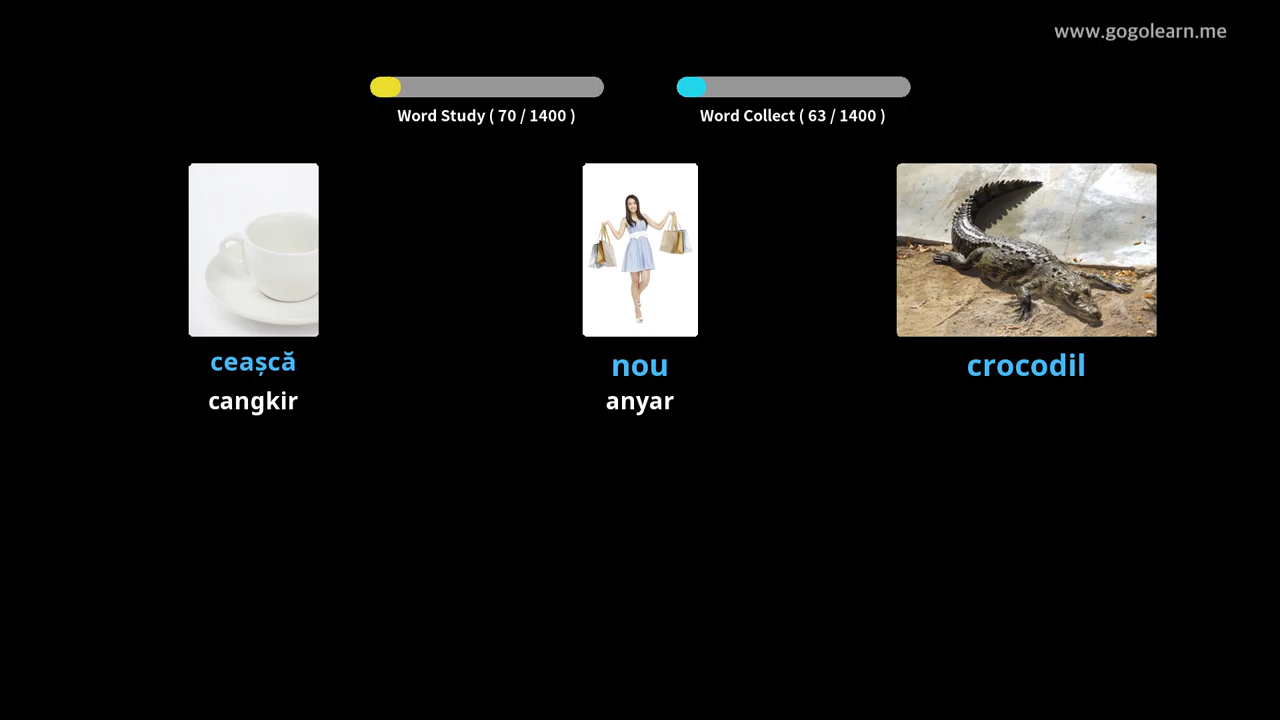 www.gogolearn.me
Word Study ( 70 / 1400 )
Word Collect ( 63 / 1400 )
ceașcă
nou
crocodil
cangkir
anyar